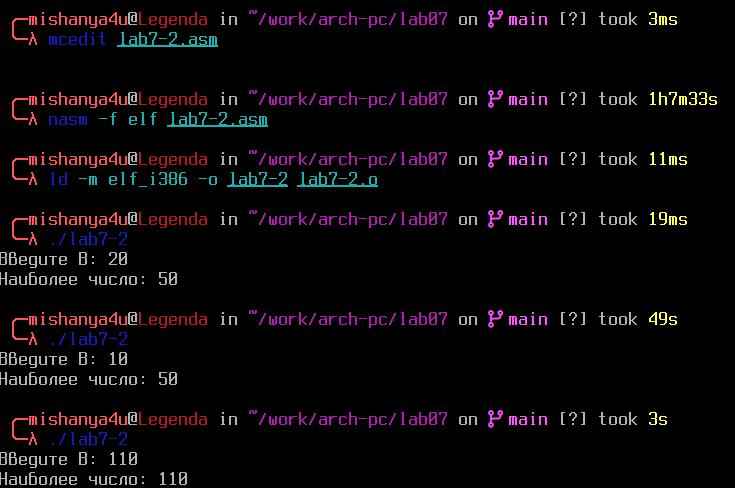 mishanya4u@Legenda in ~/work/arch-pc/lab07 on main [?] took 3ms
λ mcedit lab7-2.asm
mishanya4u@Legenda in ~/work/arch-pc/lab07 on main [?] took 1h7m33s
λ nasm -f elf lab7-2.asm
mishanya4u@Legenda in ~/work/arch-pc/lab07 on main [?] took 11ms
λ ld -m elf_i386 -o lab7-2 lab7-2.o
mishanya4u@Legenda in ~/work/arch-pc/lab07 on main [?] took 19ms
λ ./lab7-2
Введите B: 20
Наиболее число: 50
mishanya4u@Legenda in ~/work/arch-pc/lab07 on main [?] took 49s
λ ./lab7-2
Введите B: 10
Наиболее число: 50
mishanya4u@Legenda in ~/work/arch-pc/lab07 on main [?] took 3s
λ ./lab7-2
Введите B: 110
Наиболее число: 110